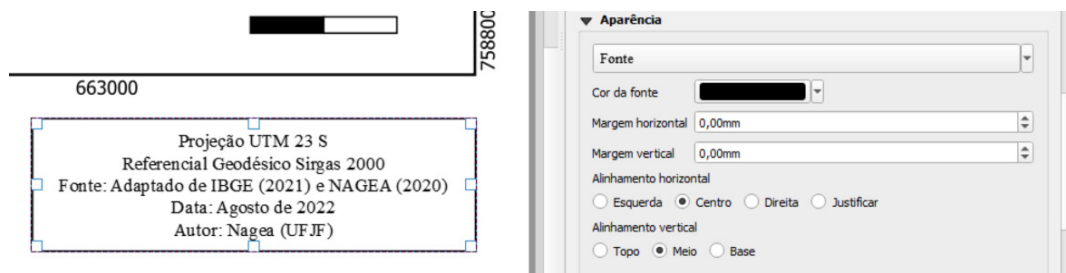 75880
663000
Projeção UTM 23 S
Referencial Geodésico Sirgas 2000
Fonte: Adaptado de IBGE (2021) e NAGEA (2020)
Data: Agosto de 2022
Autor: Nagea (UFJF)
Aparência
Fonte
Cor da fonte
Margem horizontal 0,00mm
Margem vertical 0,00mm
Alinhamento horizontal
Esquerda Centro Direita Justificar
Alinhamento vertical
Topo Meio Base